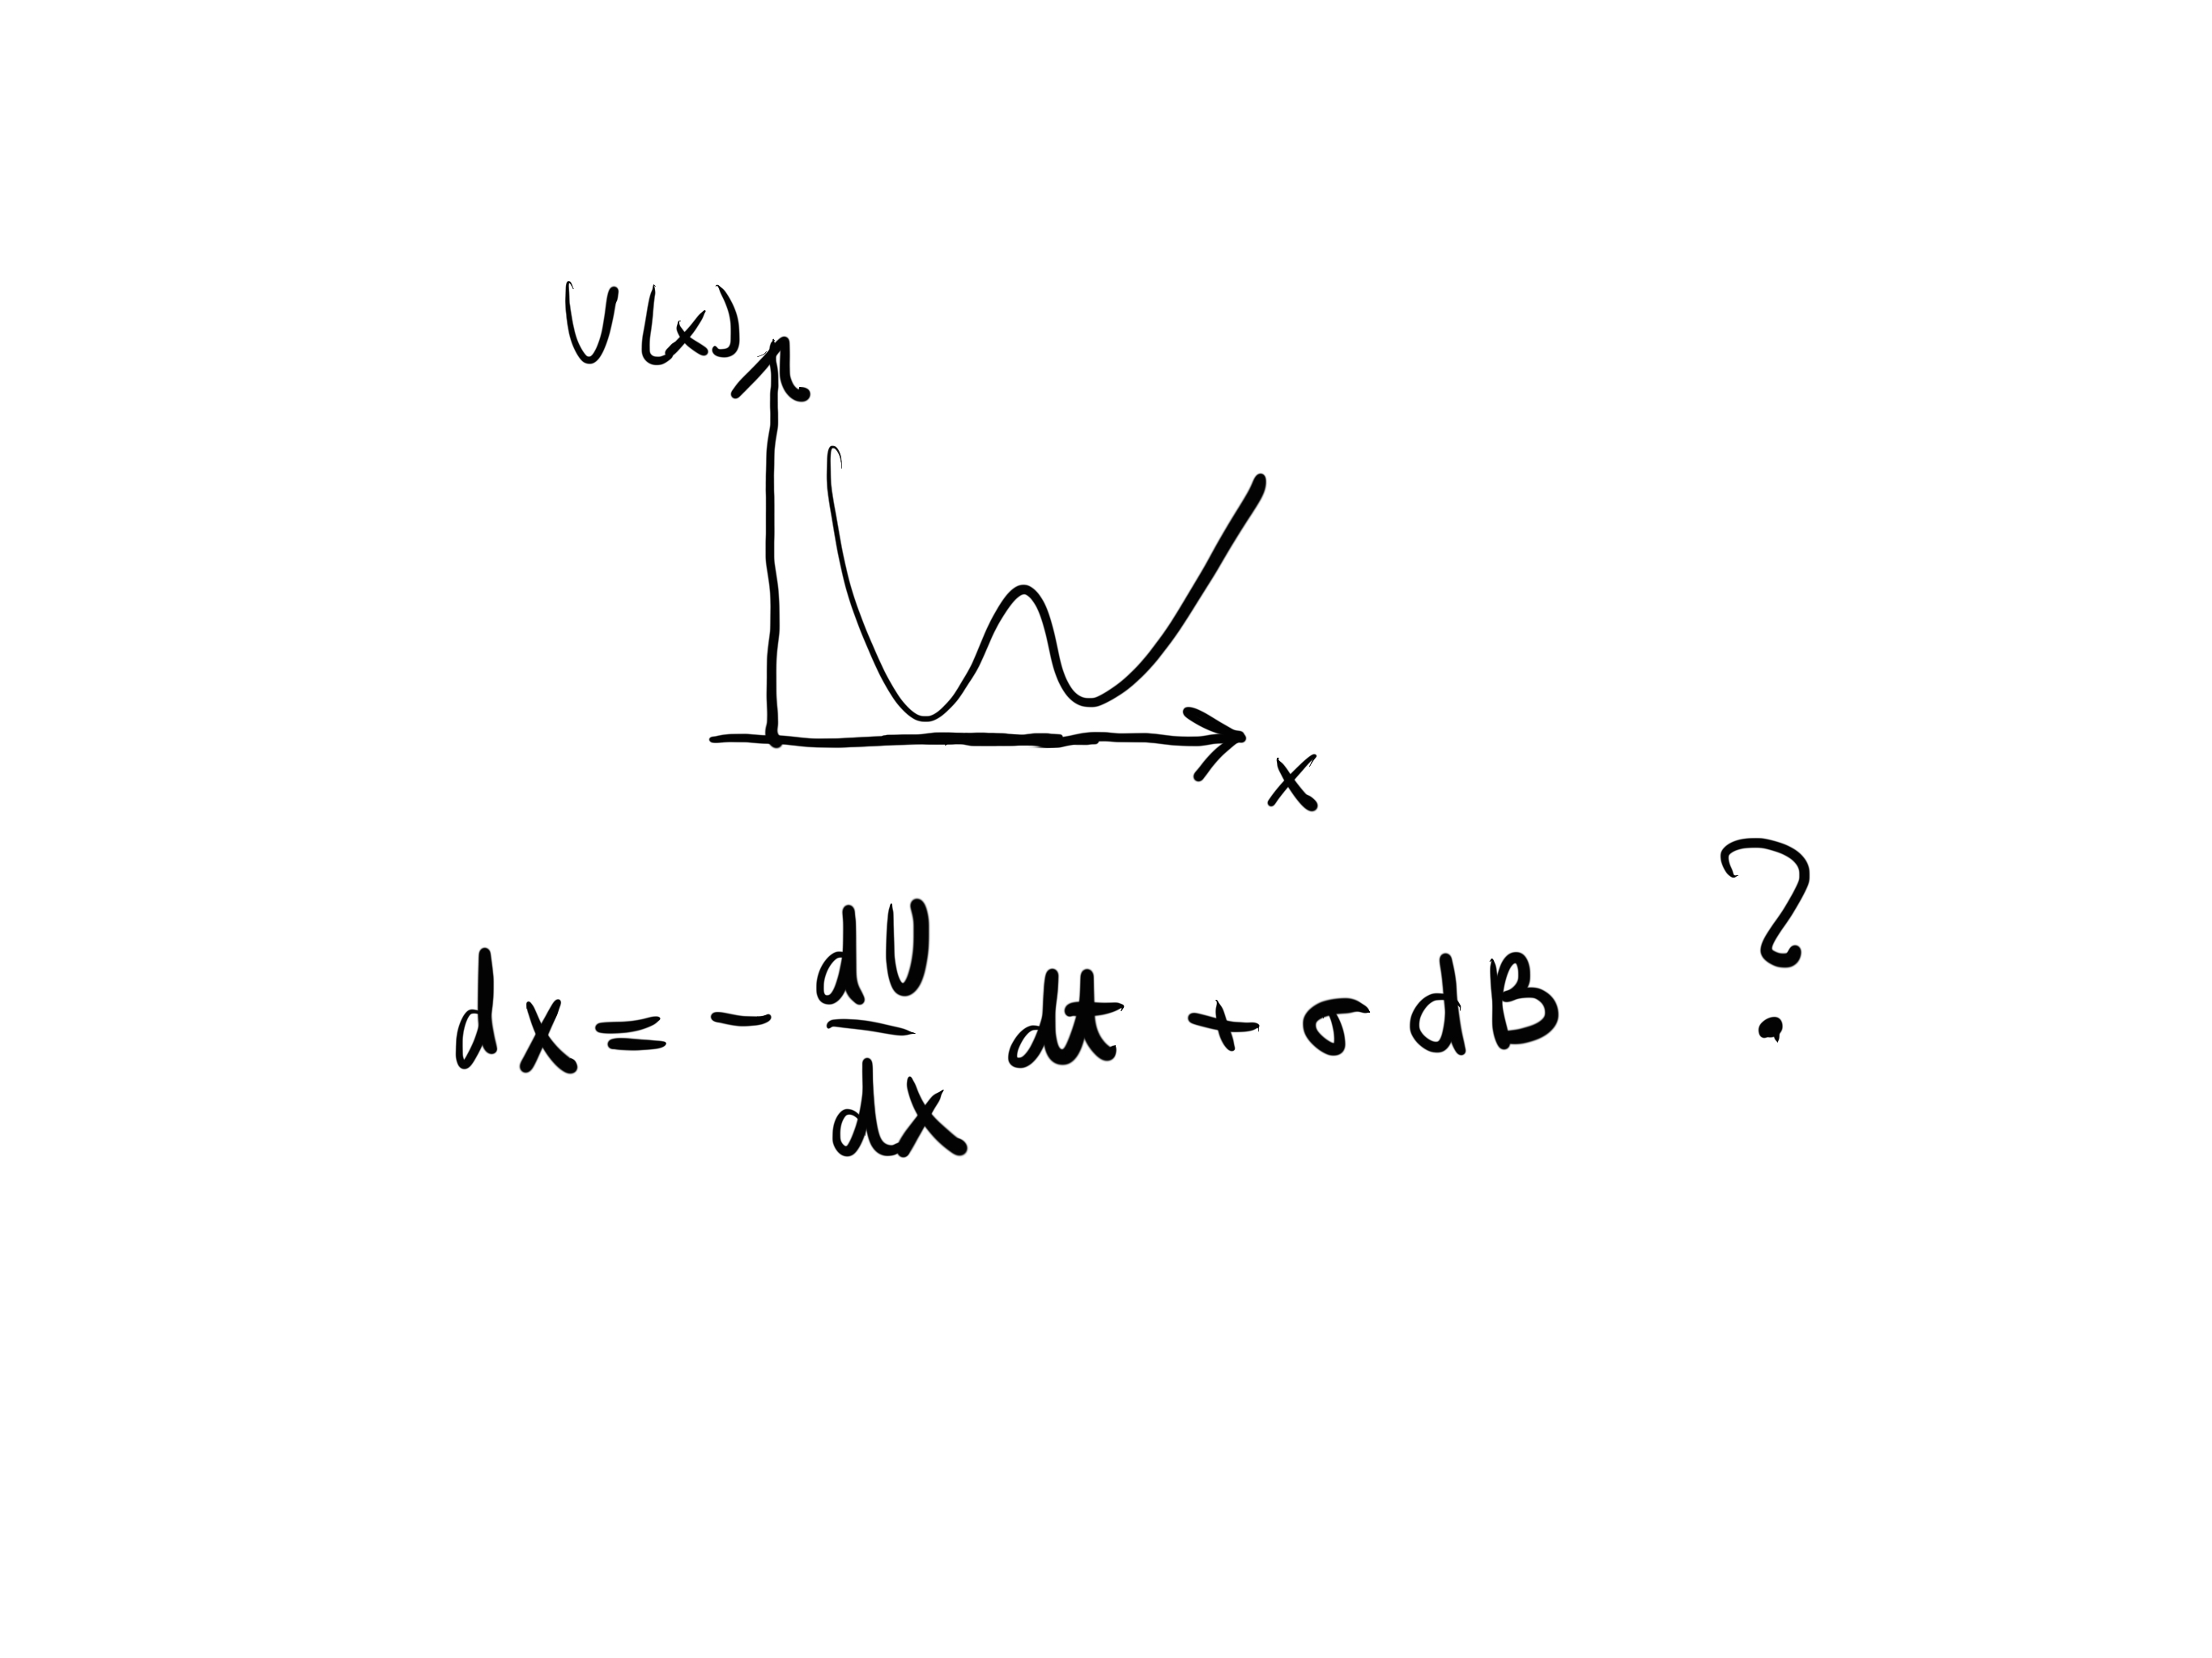 U(x)
x
dx = - dU/dx dt + σ dB ?